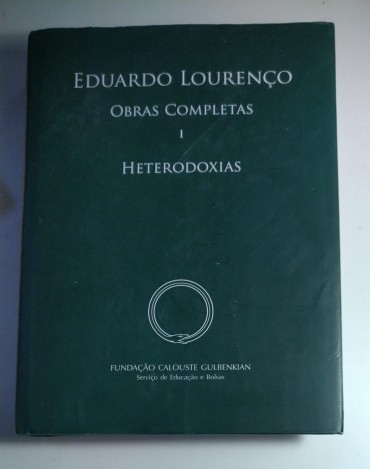 EDUARDO LOURENÇO
OBRAS COMPLETAS
I
HETERODOXIAS
FUNDAÇÃO CALOUSTE GULBENKIAN
Serviço de Educação e Bolsas